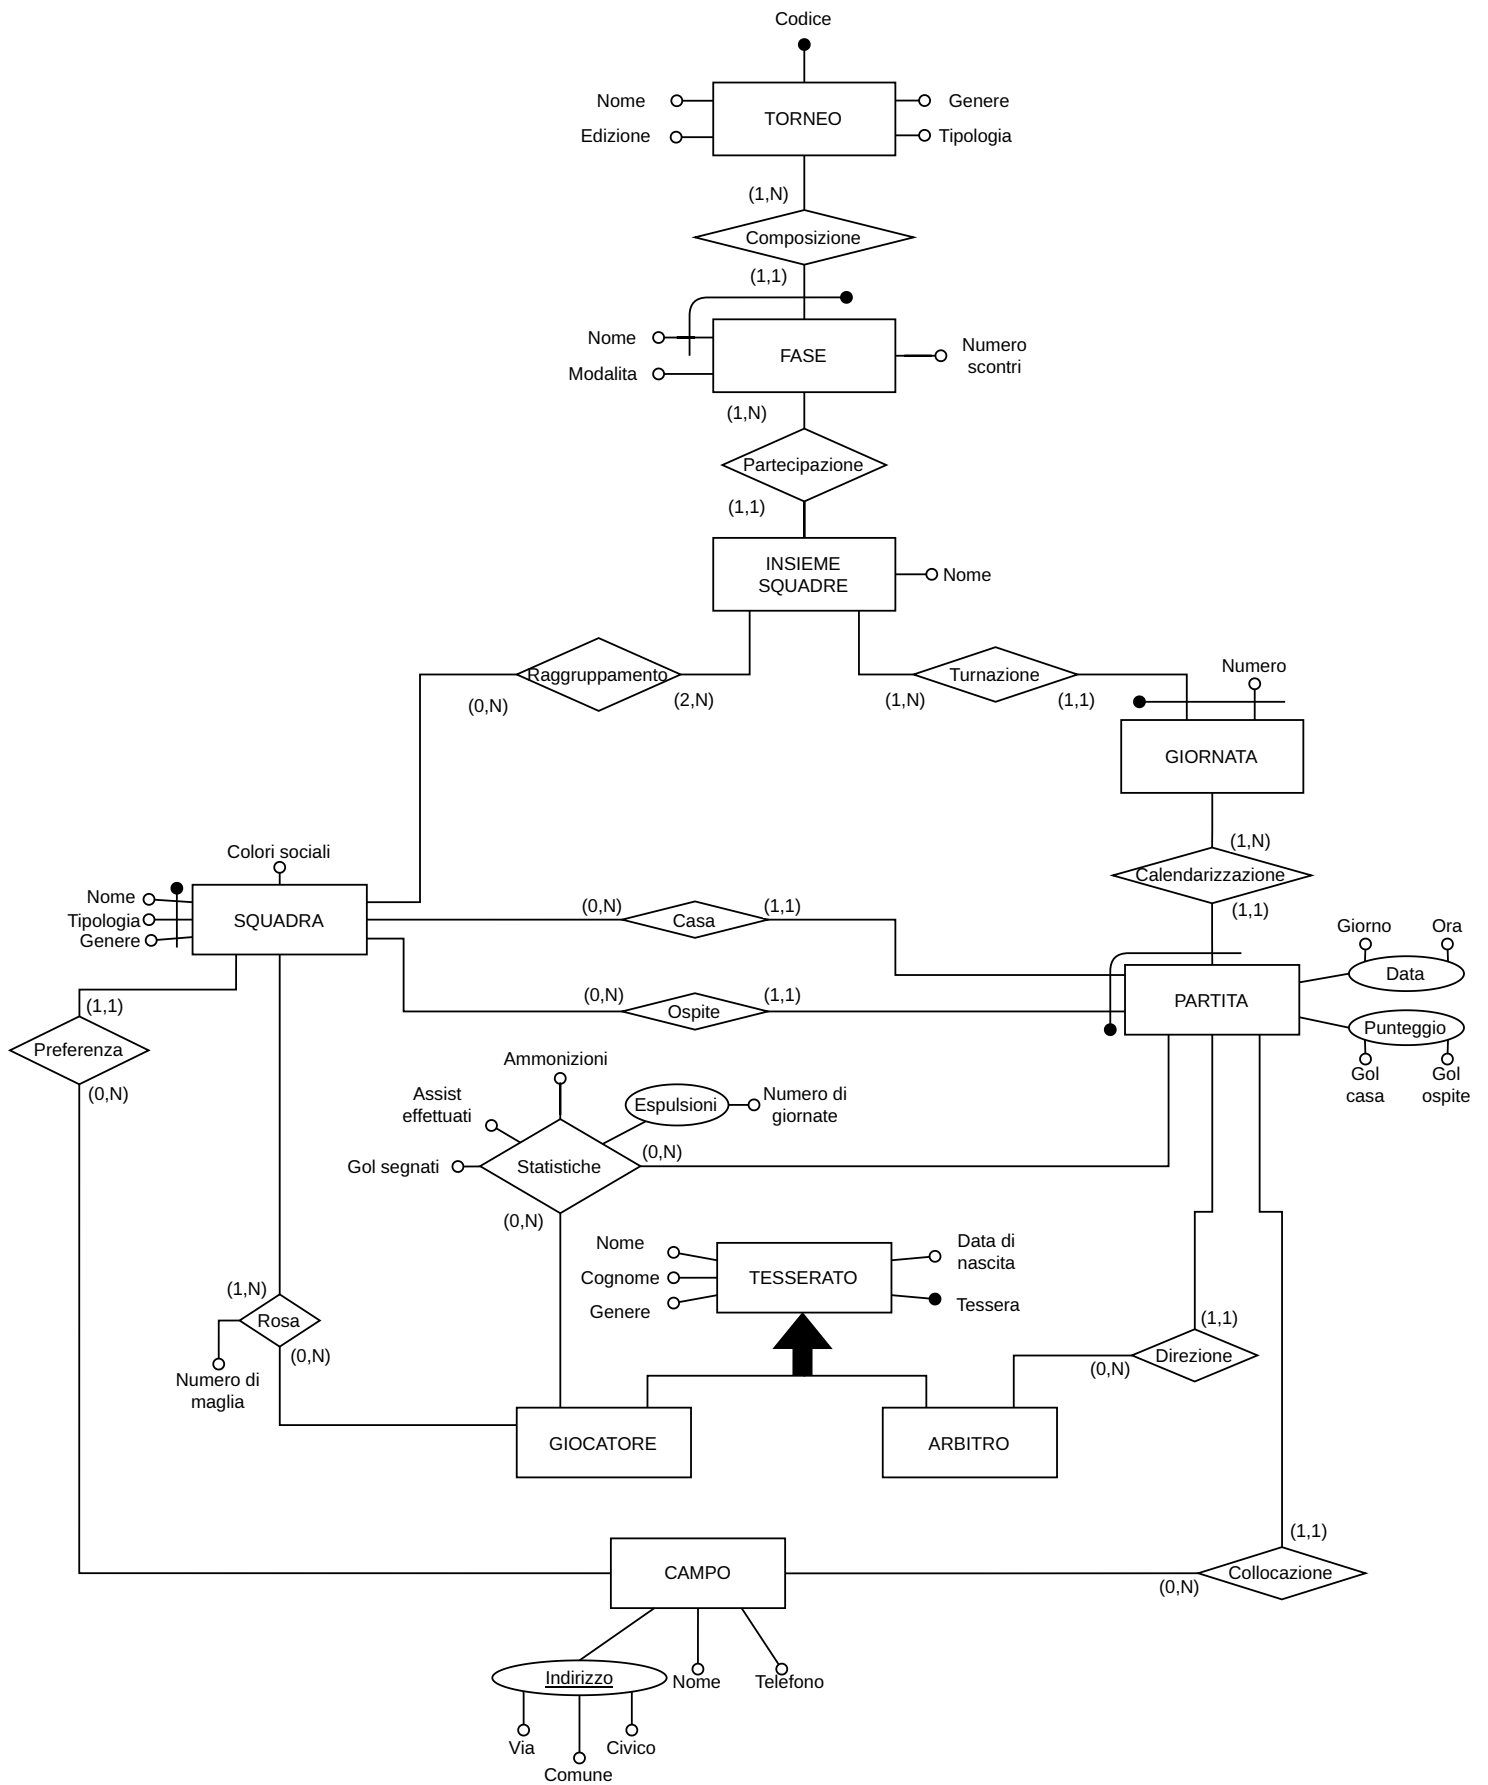 Codice
Nome
Genere
TORNEO
Edizione
Tipologia
(1,N)
Composizione
(1,1)
Nome
Modalita
FASE
Numero
scontri
(1,N)
Partecipazione
(1,1)
INSIEME
SQUADRE
Nome
Raggruppamento
(0,N)
(2,N)
Turnazione
(1,N)
(1,1)
Numero
GIORNATA
(1,N)
Calendarizzazione
(1,1)
Colori sociali
Nome
Tipologia
Genere
SQUADRA
(0,N)
Casa
(1,1)
(0,N)
Ospite
(1,1)
PARTITA
Giorno
Ora
Data
Punteggio
Gol
casa
Gol
ospite
(1,1)
Preferenza
(0,N)
Ammonizioni
Assist
effettuati
Espulsioni
Numero di
giornate
Gol segnati
Statistiche
(0,N)
(0,N)
Nome
Cognome
Genere
TESSERATO
Data di
nascita
Tessera
(1,N)
Rosa
(0,N)
Numero di
maglia
(1,1)
Direzione
(0,N)
GIOCATORE
ARBITRO
CAMPO
(1,1)
Collocazione
(0,N)
Indirizzo
Nome
Telefono
Via
Comune
Civico